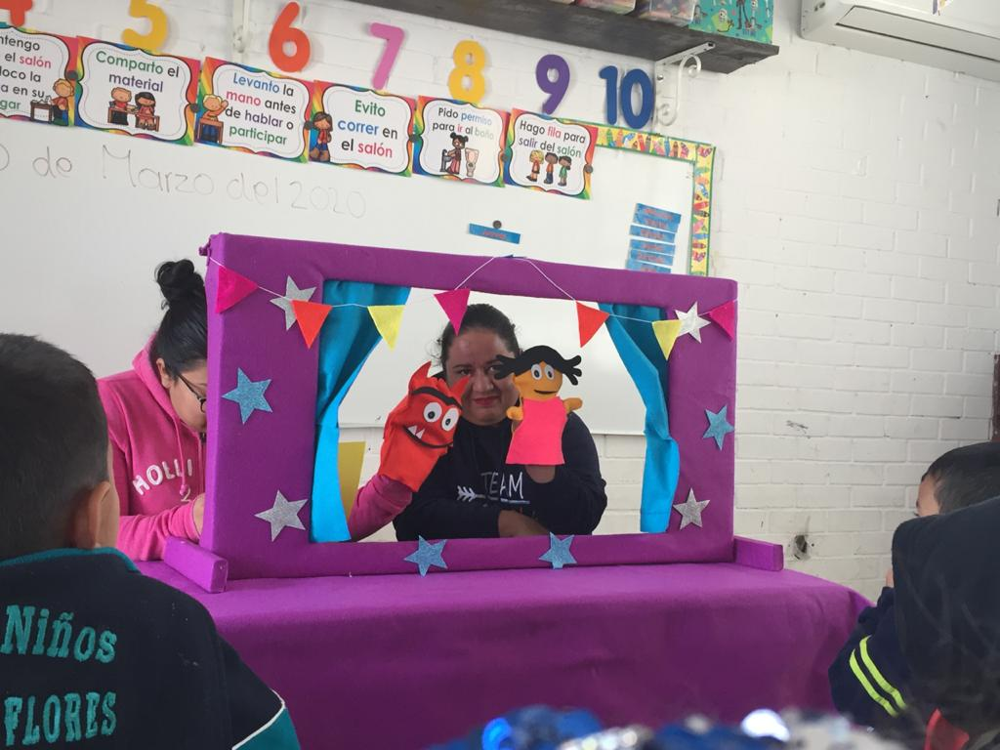 4 5 6 7 8 9 10
ntengo
el salón
loco la
a en su
gar
Comparto el
material
Levanto la
mano antes
de hablar o
participar
Evito
correr en
el salón
Pido permiso
para ir al baño
Hago fila para
salir del salón
0 de Marzo del 2020
HOLLI
2
TEAM
Niños
FLORES